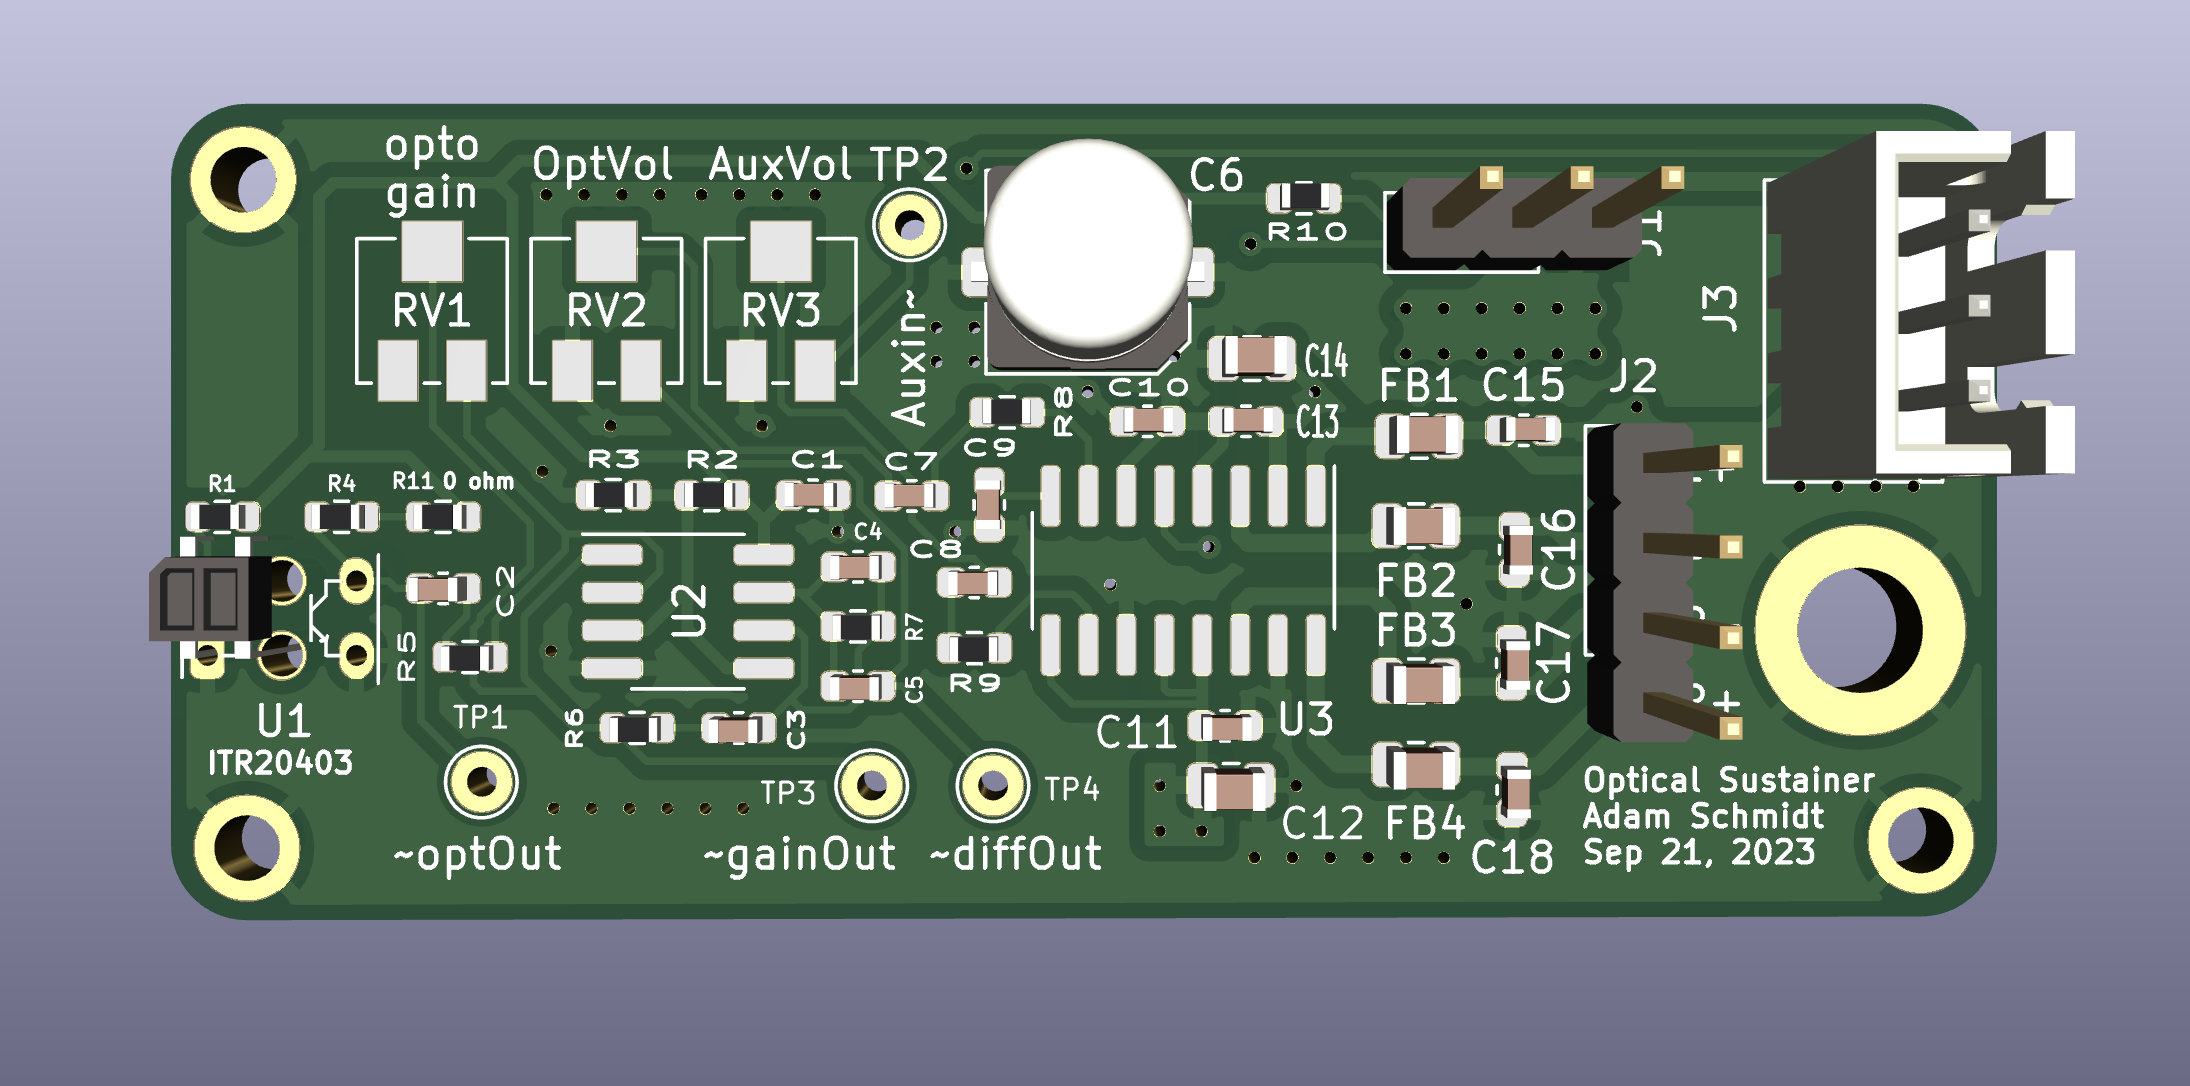 opto
gain
OptVol
AuxVol
TP2
C6
R10
J1
J3
RV1
RV2
RV3
Auxin~
C14
C10
R8
C13
FB1
C15
J2
C9
R3
R2
C1
C7
R1
R4
R11 0 ohm
C4
C8
C2
U2
C16
FB2
R7
FB3
R5
C17
C5
R9
U1
ITR20403
TP1
R6
C3
C11
U3
+
+
TP3
TP4
C12
FB4
C18
~optOut
~gainOut
~diffOut
Optical Sustainer
Adam Schmidt
Sep 21, 2023